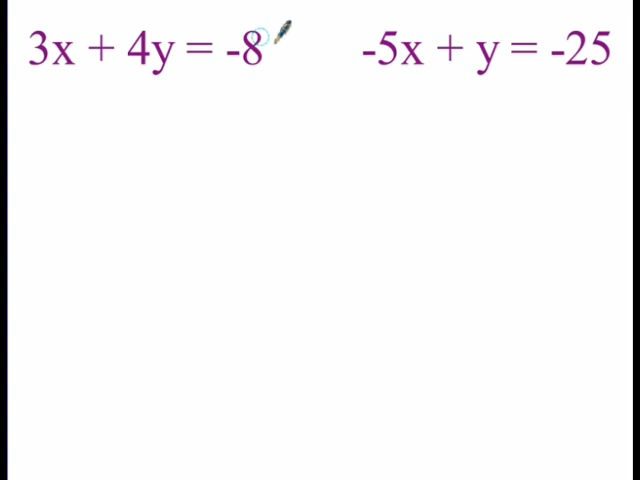 3x + 4y = -8 -5x + y = -25